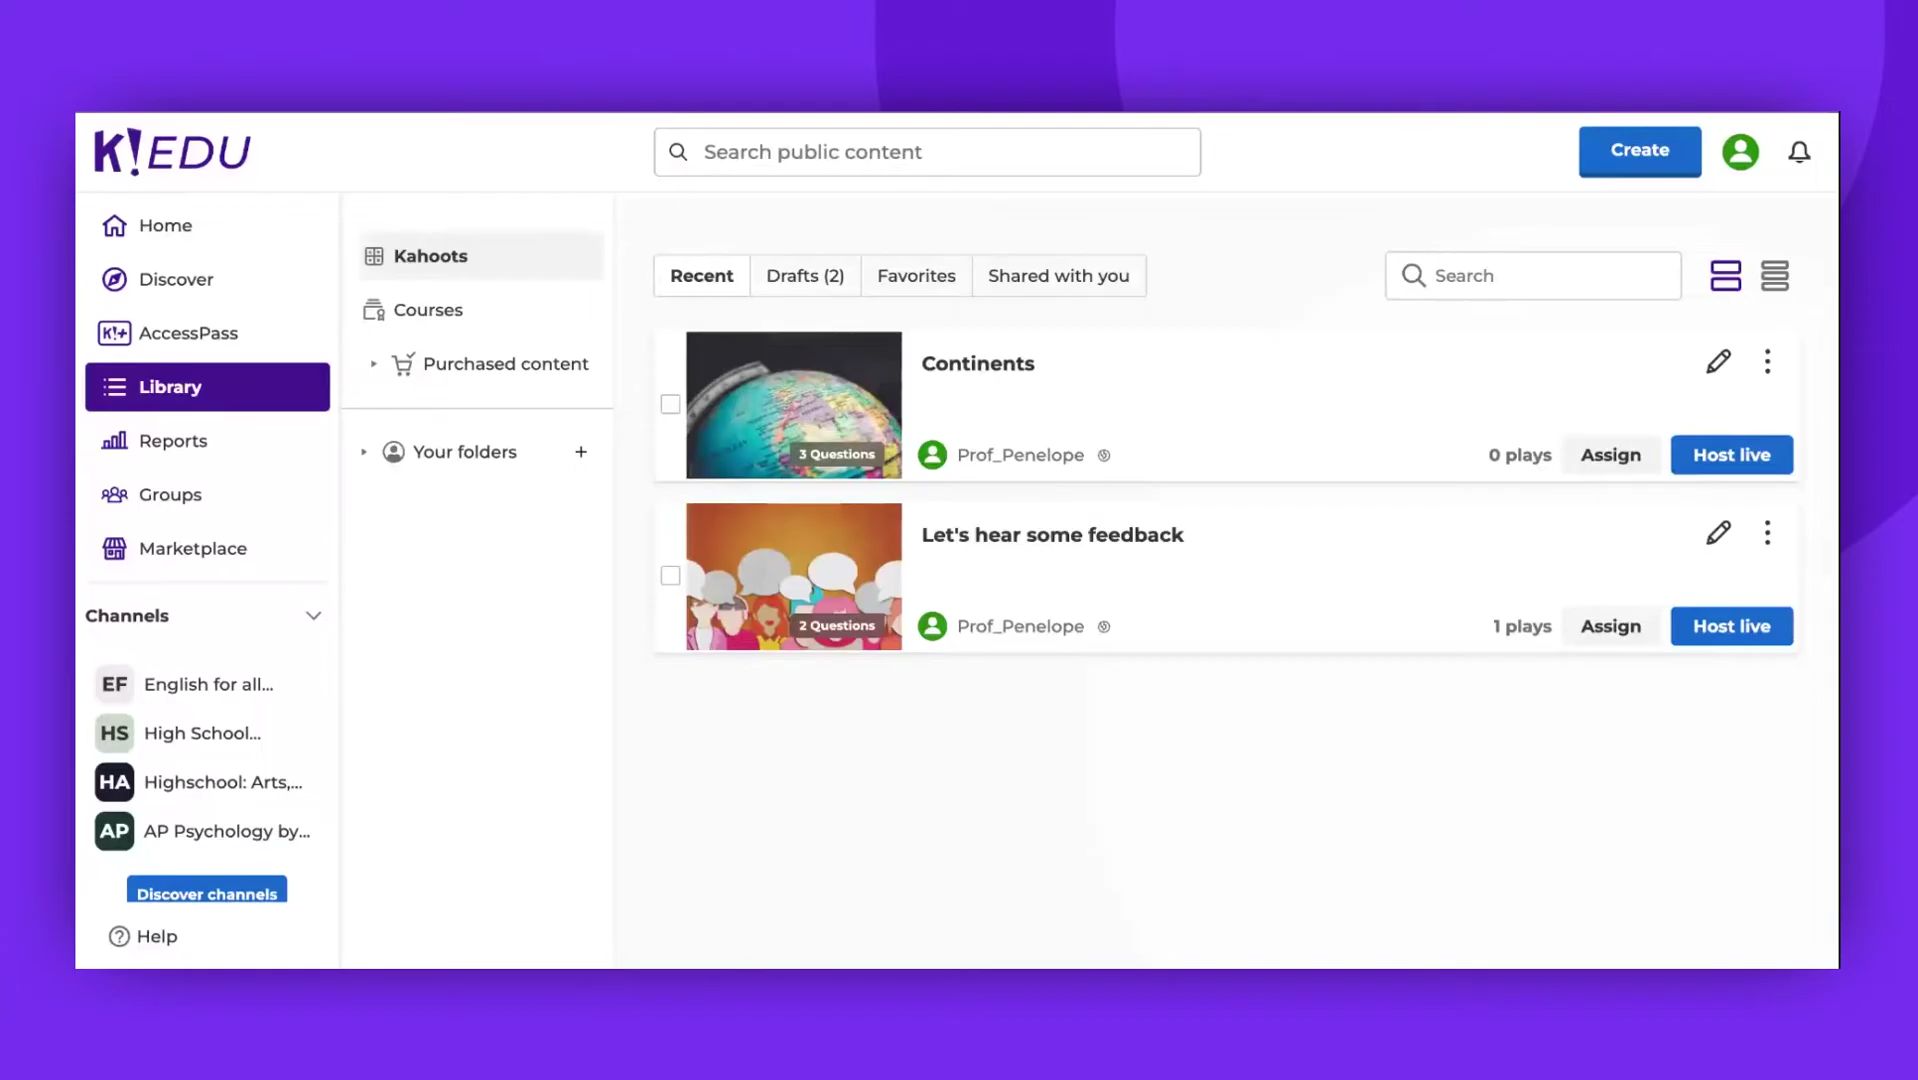 K!EDU
Search public content
Create
Home
Discover
K!+ AccessPass
Library
Reports
Groups
Marketplace
Channels
EF English for all...
HS High School...
HA Highschool: Arts,...
AP AP Psychology by...
Discover channels
Help
Kahoots
Courses
Purchased content
Your folders +
Recent Drafts (2) Favorites Shared with you
Search
Continents
3 Questions
Prof_Penelope
0 plays Assign Host live
Let's hear some feedback
2 Questions
Prof_Penelope
1 plays Assign Host live